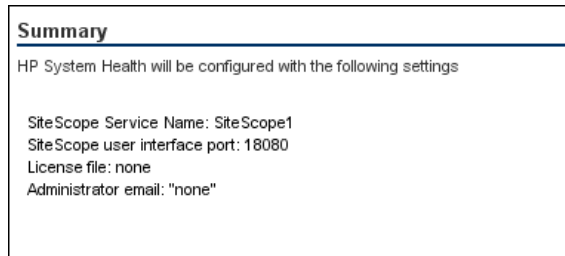 Summary
HP System Health will be configured with the following settings
SiteScope Service Name: SiteScope1
SiteScope user interface port: 18080
License file: none
Administrator email: "none"